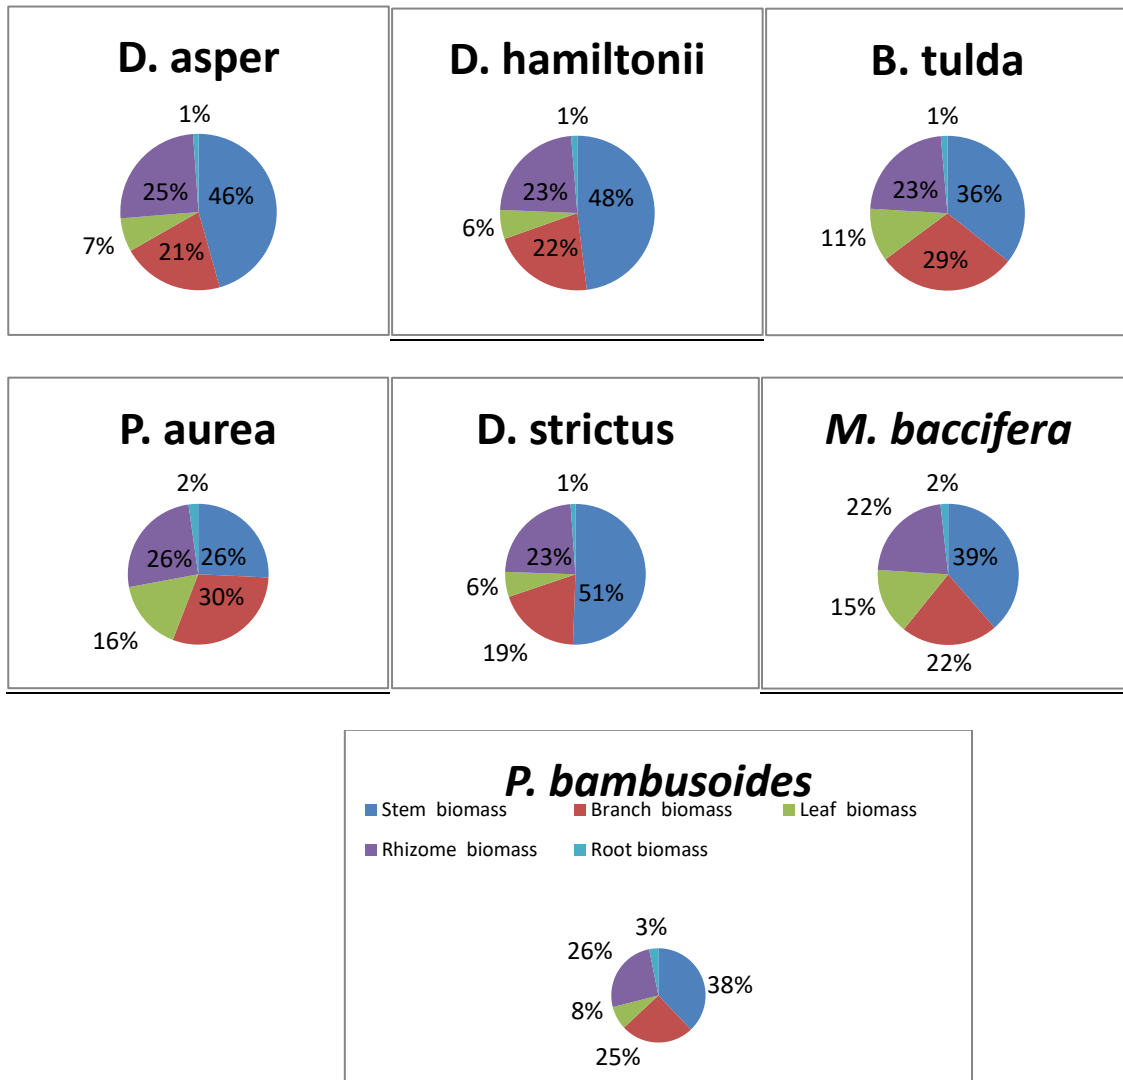 D. asper
1%
25%
46%
7%
21%
D. hamiltonii
1%
23%
48%
6%
22%
B. tulda
1%
23%
36%
11%
29%
P. aurea
2%
26%
26%
30%
16%
D. strictus
1%
23%
6%
51%
19%
M. baccifera
2%
22%
39%
15%
22%
P. bambusoides
Stem biomass
Branch biomass
Leaf biomass
Rhizome biomass
Root biomass
3%
26%
38%
8%
25%